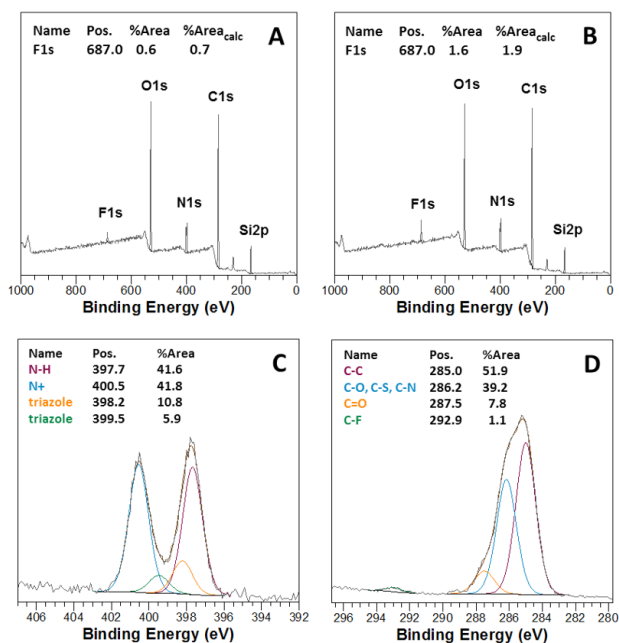 Name Pos. %Area %Areacalc A
F1s 687.0 0.6 0.7
O1s
C1s
N1s
F1s
Si2p
1000 800 600 400 200 0
Binding Energy (eV)
Name Pos. %Area %Areacalc B
F1s 687.0 1.6 1.9
O1s
C1s
N1s
F1s
Si2p
1000 800 600 400 200 0
Binding Energy (eV)
Name Pos. %Area C
N-H 397.7 41.6
N+ 400.5 41.8
triazole 398.2 10.8
triazole 399.5 5.9
406 404 402 400 398 396 394 392
Binding Energy (eV)
Name Pos. %Area D
C-C 285.0 51.9
C-O, C-S, C-N 286.2 39.2
C=O 287.5 7.8
C-F 292.9 1.1
296 294 292 290 288 286 284 282 280
Binding Energy (eV)